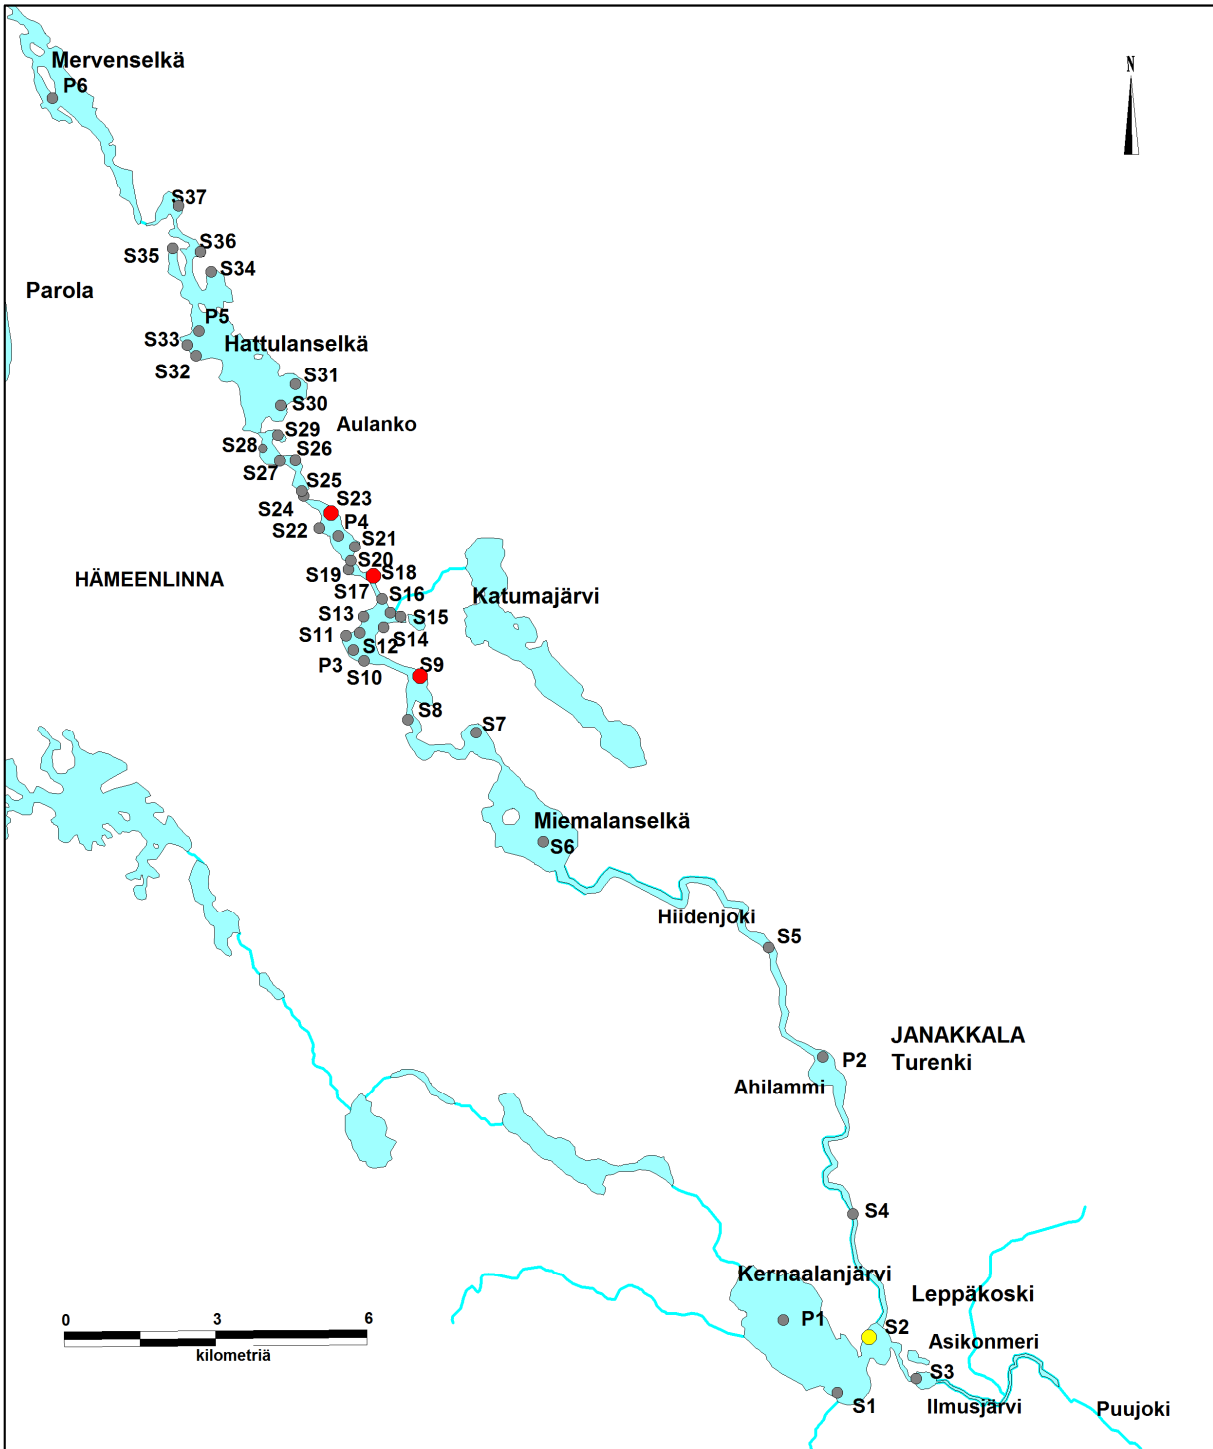 N
Mervenselkä
P6
S37
S36
S35
S34
Parola
P5
S33
Hattulanselkä
S32
S31
S30
Aulanko
S29
S28
S26
S27
S25
S23
S24
P4
S22
S21
S20
S18
S19
HÄMEENLINNA
S17
S16
Katumajärvi
S13
S15
S11
S14
S12
P3
S10
S9
S8
S7
Miemalanselkä
S6
Hiidenjoki
S5
JANAKKALA
Turenki
P2
Ahilammi
S4
Kernaalanjärvi
Leppäkoski
0 3 6
P1
S2
Asikonmeri
kilometriä
S3
S1
Ilmusjärvi
Puujoki